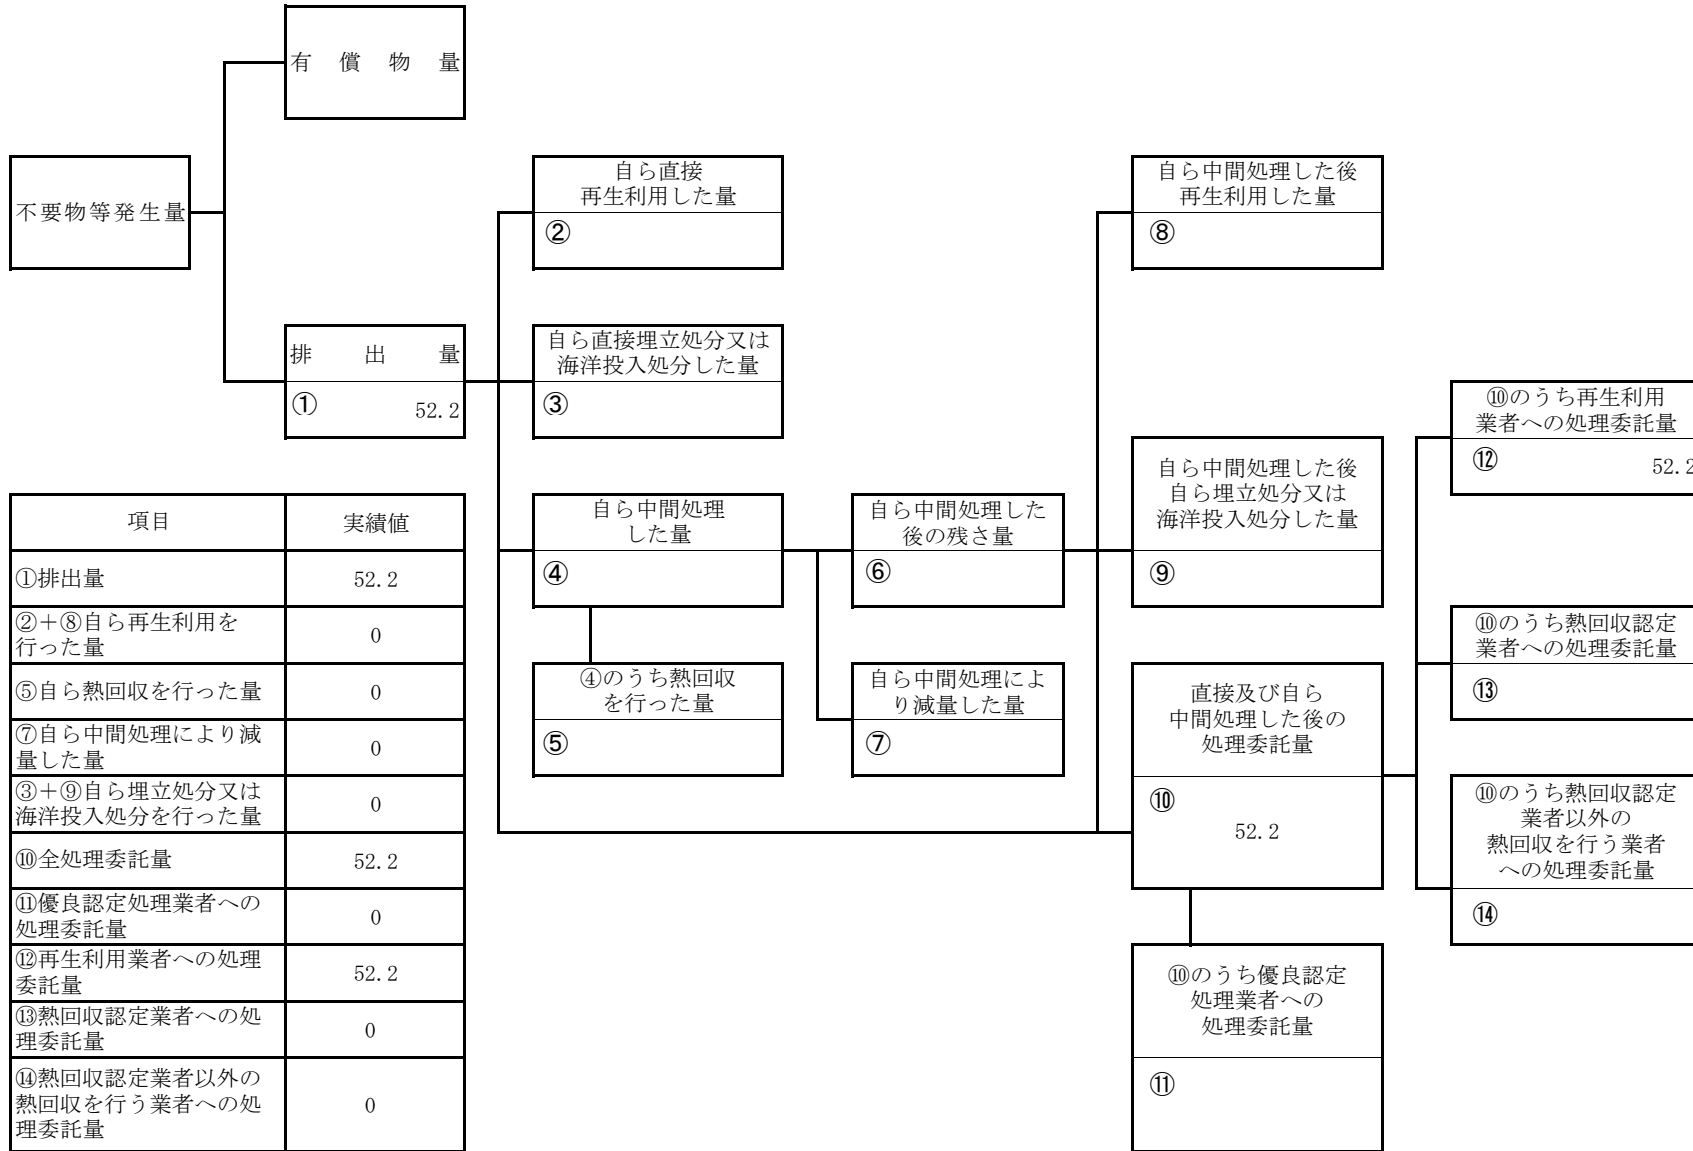 有償物量
不要物等発生量
排出量
① 52.2
自ら直接
再生利用した量
②
自ら直接埋立処分又は
海洋投入処分した量
③
自ら中間処理
した量
④
④のうち熱回収
を行った量
⑤
自ら中間処理した
後の残さ量
⑥
自ら中間処理によ
り減量した量
⑦
自ら中間処理した後
再生利用した量
⑧
自ら中間処理した後
自ら埋立処分又は
海洋投入処分した量
⑨
直接及び自ら
中間処理した後の
処理委託量
⑩
52.2
⑩のうち優良認定
処理業者への
処理委託量
⑪
⑩のうち再生利用
業者への処理委託量
⑫ 52.2
⑩のうち熱回収認定
業者への処理委託量
⑬
⑩のうち熱回収認定
業者以外の
熱回収を行う業者
への処理委託量
⑭
項目 実績値
①排出量 52.2
②+⑧自ら再生利用を
行った量 0
⑤自ら熱回収を行った量 0
⑦自ら中間処理により減
量した量 0
③+⑨自ら埋立処分又は
海洋投入処分を行った量 0
⑩全処理委託量 52.2
⑪優良認定処理業者への
処理委託量 0
⑫再生利用業者への処理
委託量 52.2
⑬熱回収認定業者への処
理委託量 0
⑭熱回収認定業者以外の
熱回収を行う業者への処
理委託量 0